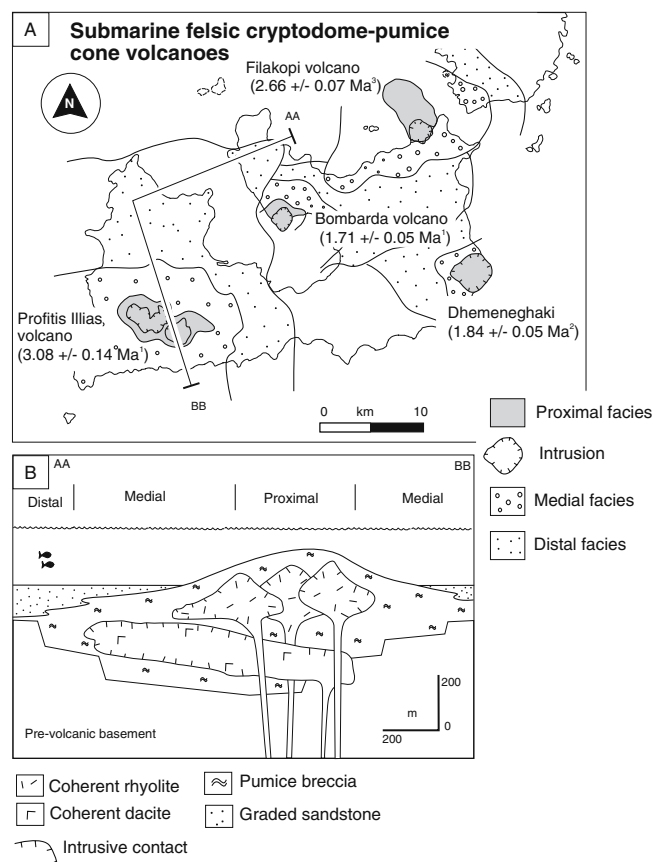 A
Submarine felsic cryptodome-pumice
cone volcanoes
N
Filakopi volcano
(2.66 +/- 0.07 Ma³)
AA
Bombarda volcano
(1.71 +/- 0.05 Ma¹)
Dhemeneghaki
(1.84 +/- 0.05 Ma²)
Profitis Illias,
volcano
(3.08 +/- 0.14 Ma¹)
BB
0 km 10
Proximal facies
Intrusion
Medial facies
Distal facies
B
AA
BB
Distal
Medial
Proximal
Medial
200
m
0
200
Pre-volcanic basement
Coherent rhyolite
Pumice breccia
Coherent dacite
Graded sandstone
Intrusive contact